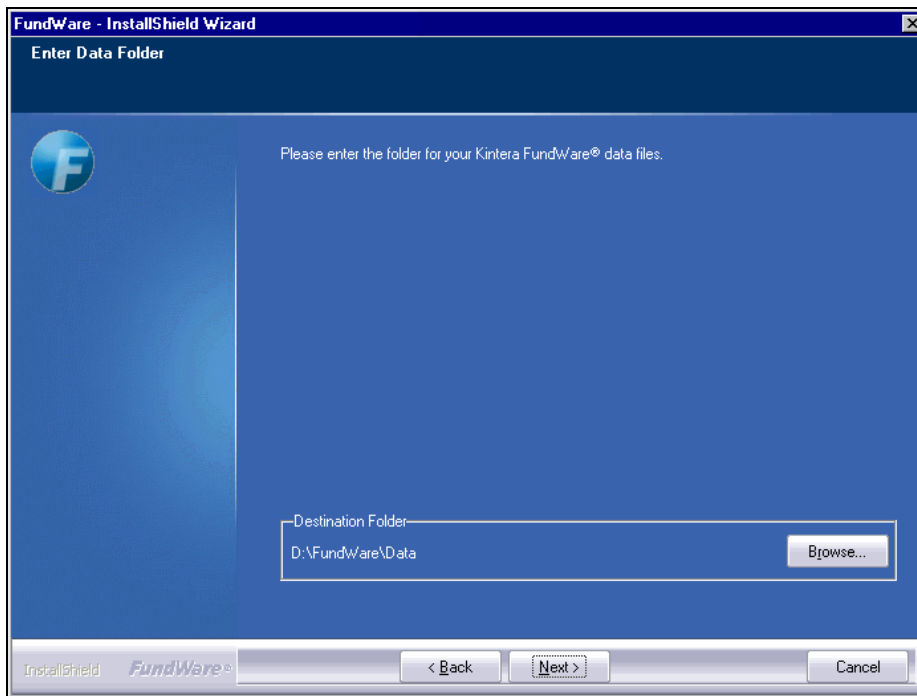 FundWare - InstallShield Wizard
Enter Data Folder
F
Please enter the folder for your Kintera FundWare® data files.
Destination Folder
D:\FundWare\Data
Browse...
InstallShield FundWare®
< Back
Next >
Cancel